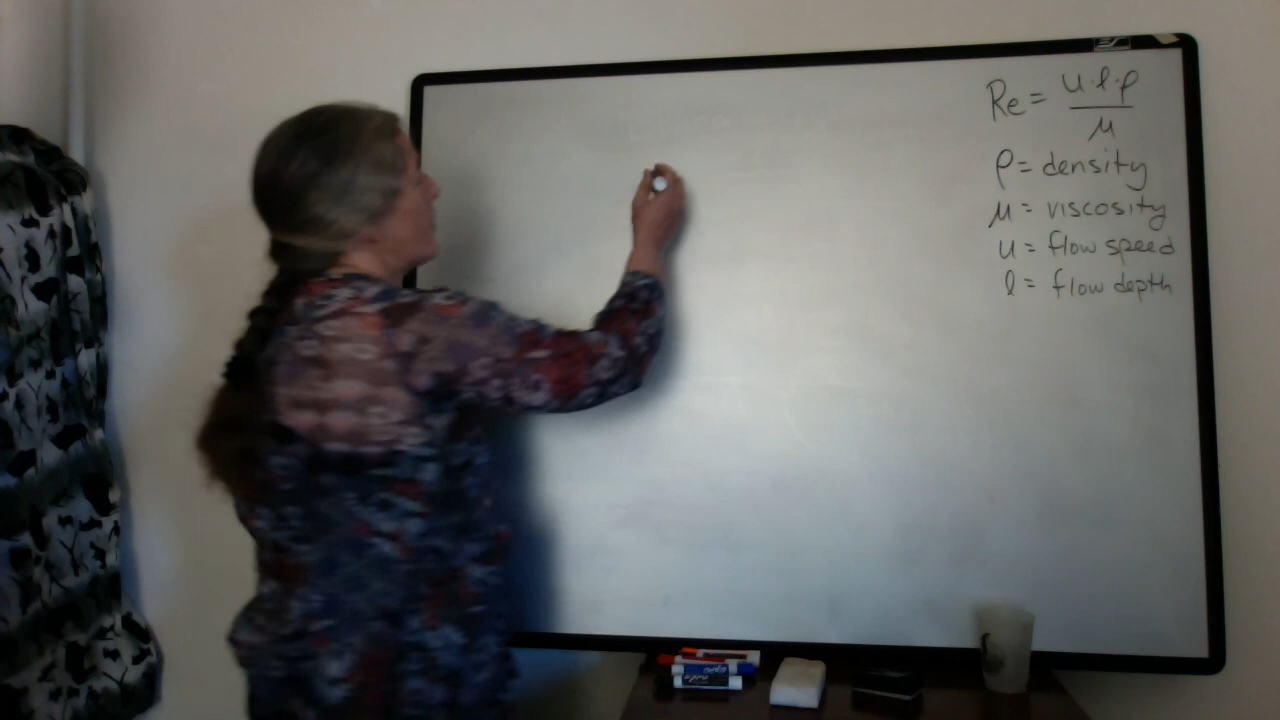 Re = u·l·ρ / μ
ρ = density
μ = viscosity
u = flow speed
l = flow depth